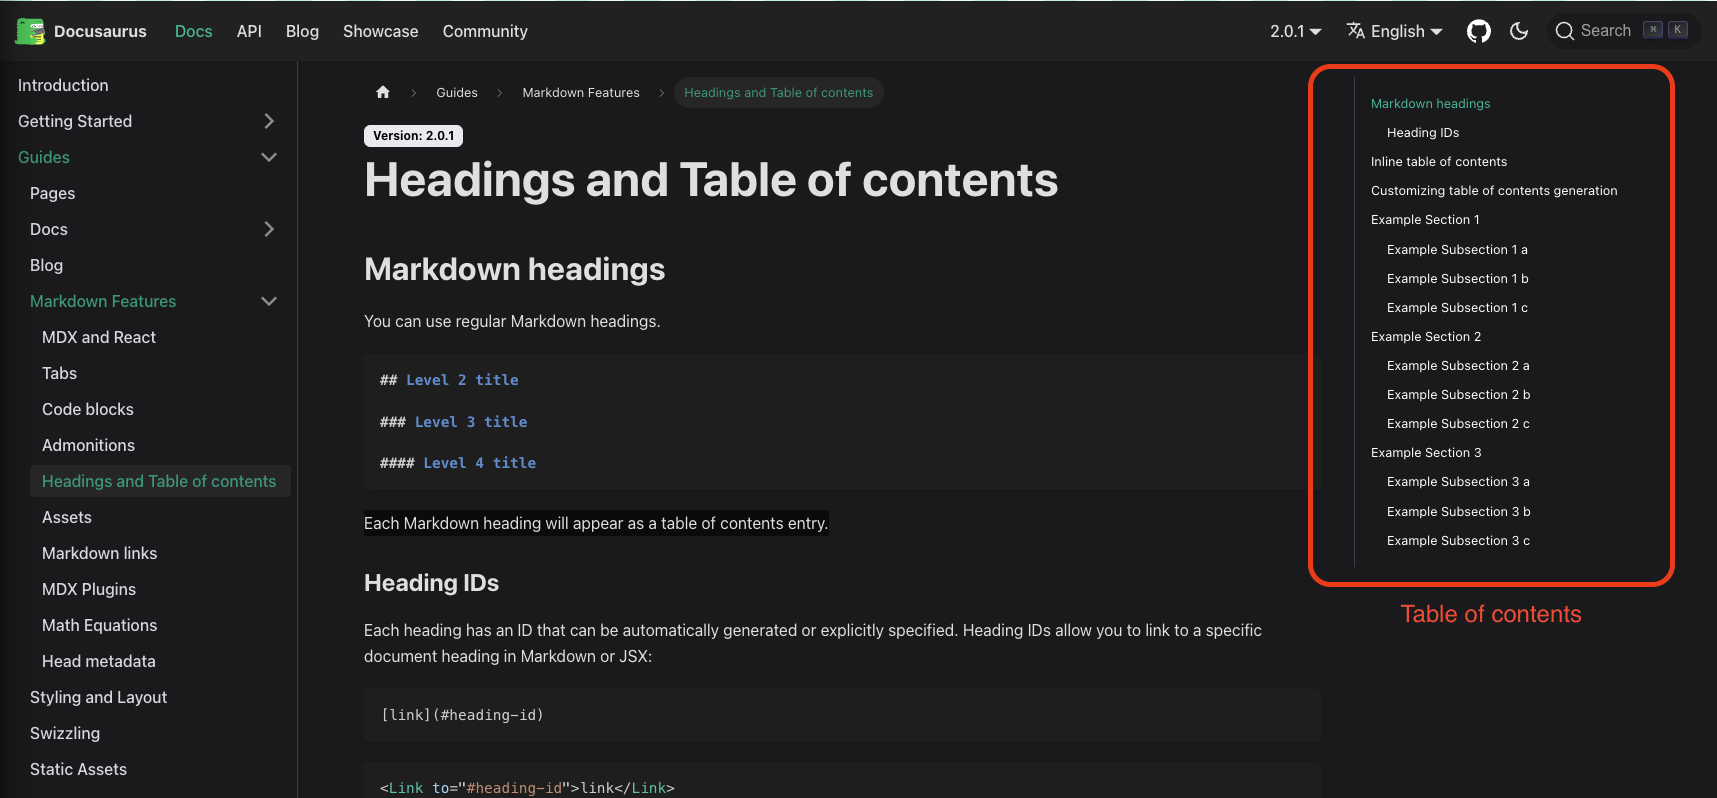 Docusaurus Docs API Blog Showcase Community 2.0.1 English Search ⌘ K
Introduction
Getting Started
Guides
Pages
Docs
Blog
Markdown Features
MDX and React
Tabs
Code blocks
Admonitions
Headings and Table of contents
Assets
Markdown links
MDX Plugins
Math Equations
Head metadata
Styling and Layout
Swizzling
Static Assets
Guides > Markdown Features > Headings and Table of contents
Version: 2.0.1
Headings and Table of contents
Markdown headings
You can use regular Markdown headings.
## Level 2 title
### Level 3 title
#### Level 4 title
Each Markdown heading will appear as a table of contents entry.
Heading IDs
Each heading has an ID that can be automatically generated or explicitly specified. Heading IDs allow you to link to a specific
document heading in Markdown or JSX:
[link](#heading-id)
<Link to="#heading-id">link</Link>
Markdown headings
Heading IDs
Inline table of contents
Customizing table of contents generation
Example Section 1
Example Subsection 1 a
Example Subsection 1 b
Example Subsection 1 c
Example Section 2
Example Subsection 2 a
Example Subsection 2 b
Example Subsection 2 c
Example Section 3
Example Subsection 3 a
Example Subsection 3 b
Example Subsection 3 c
Table of contents